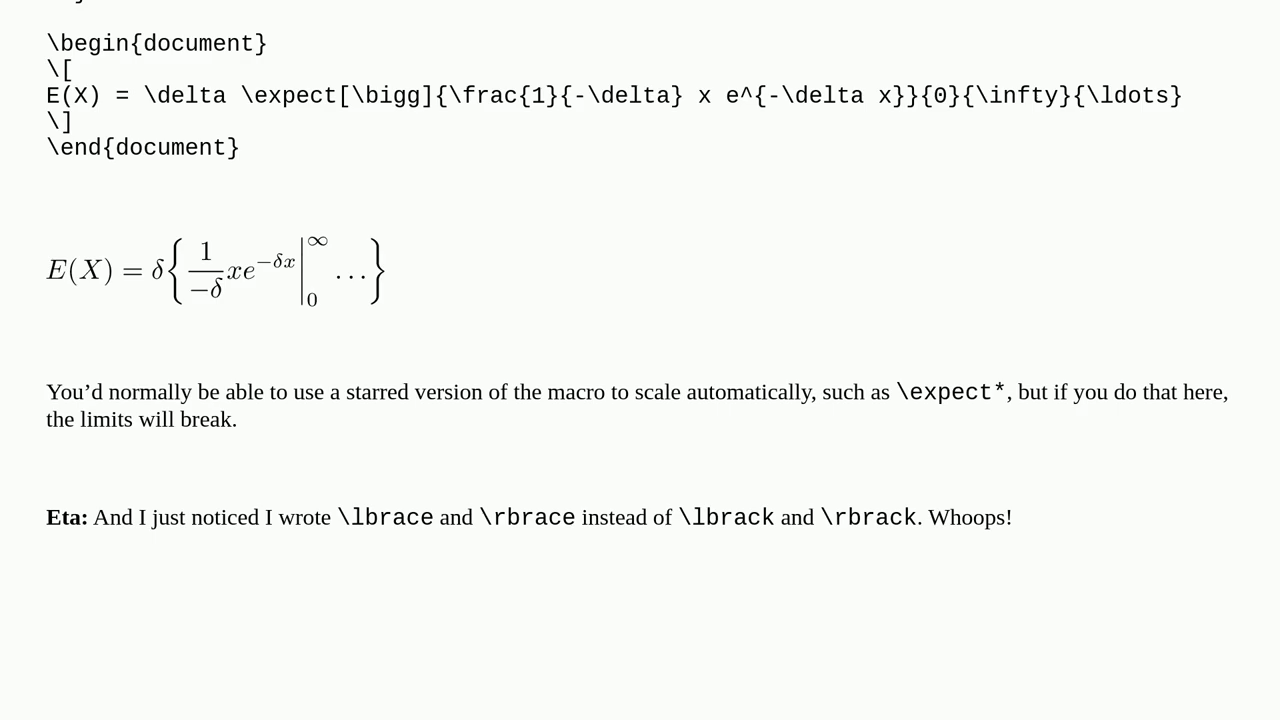 \begin{document}
\[
E(X) = \delta \expect[\bigg]{\frac{1}{-\delta} x e^{-\delta x}}{0}{\infty}{\ldots}
\]
\end{document}
E(X) = δ{ 1/−δ xe^{−δx} |_0^∞ … }
You’d normally be able to use a starred version of the macro to scale automatically, such as \expect*, but if you do that here,
the limits will break.
Eta: And I just noticed I wrote \lbrace and \rbrace instead of \lbrack and \rbrack. Whoops!